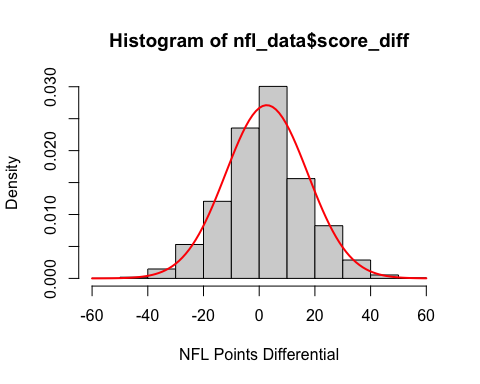 Histogram of nfl_data$score_diff
Density
0.030
0.020
0.010
0.000
-60 -40 -20 0 20 40 60
NFL Points Differential